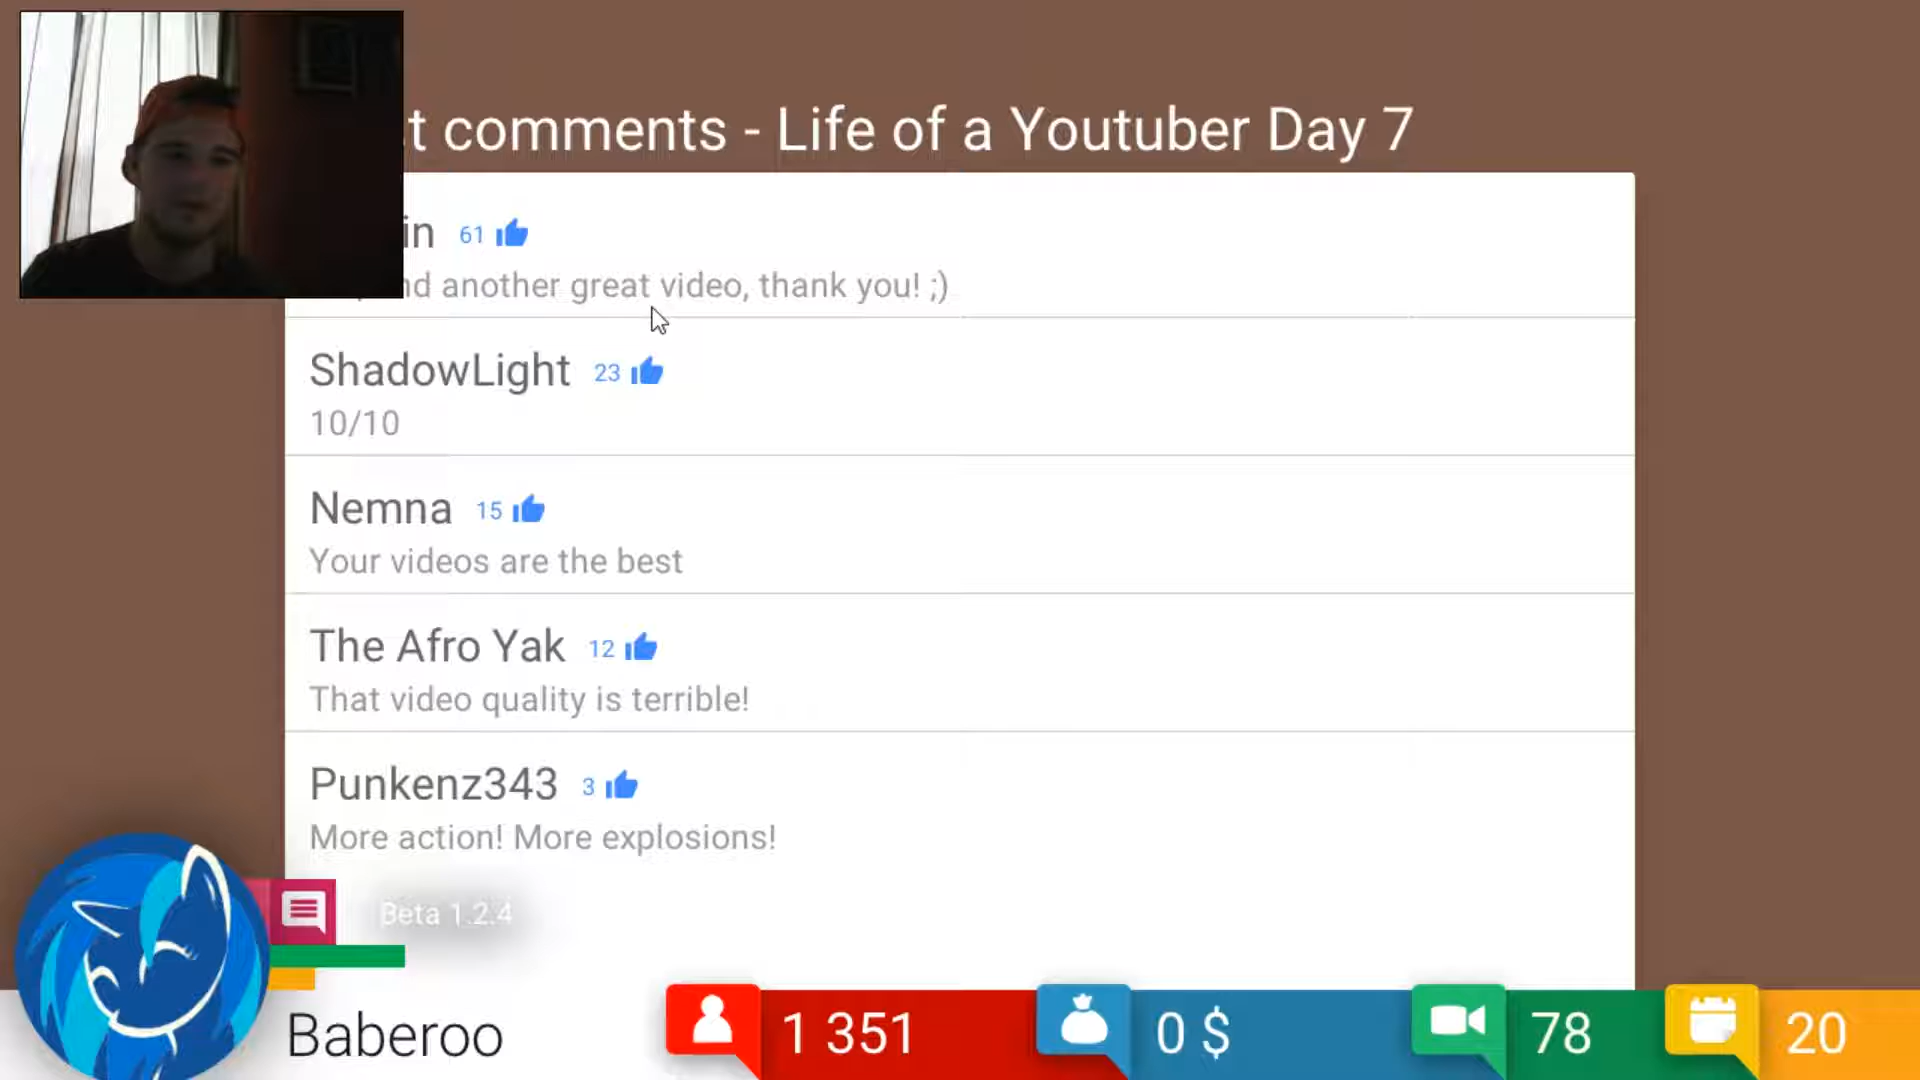 t comments - Life of a Youtuber Day 7
in 61
nd another great video, thank you! ;)
ShadowLight 23
10/10
Nemna 15
Your videos are the best
The Afro Yak 12
That video quality is terrible!
Punkenz343 3
More action! More explosions!
Beta 1.2.4
Baberoo 1 351 0 $ 78 20